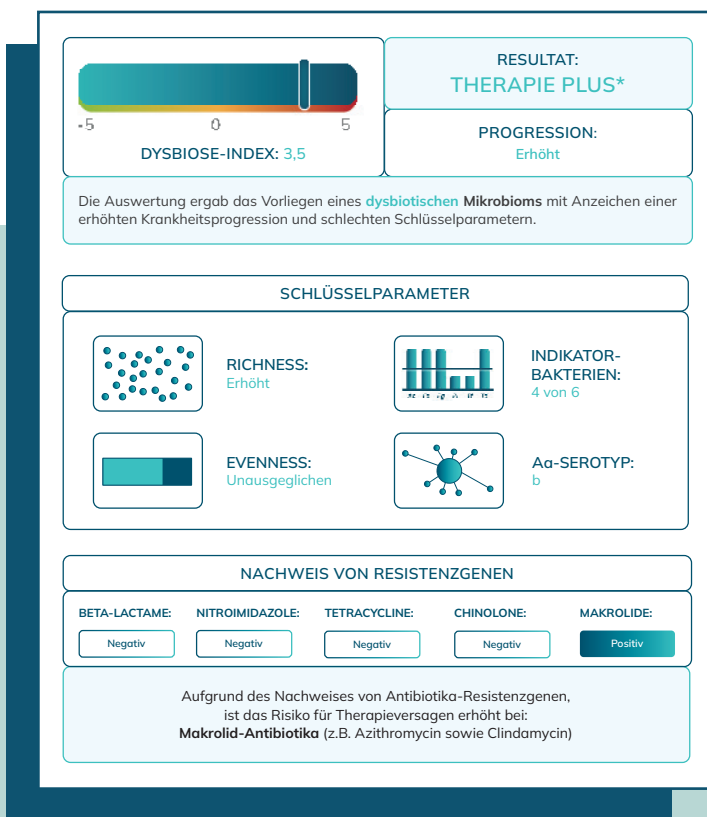 RESULTAT:
THERAPIE PLUS*
-5 0 5
DYSBIOSE-INDEX: 3,5
PROGRESSION:
Erhöht
Die Auswertung ergab das Vorliegen eines dysbiotischen Mikrobioms mit Anzeichen einer
erhöhten Krankheitsprogression und schlechten Schlüsselparametern.
SCHLÜSSELPARAMETER
RICHNESS:
Erhöht
INDIKATOR-
BAKTERIEN:
4 von 6
EVENNESS:
Unausgeglichen
Aa-SEROTYP:
b
NACHWEIS VON RESISTENZGENEN
BETA-LACTAME: NITROIMIDAZOLE: TETRACYCLINE: CHINOLONE: MAKROLIDE:
Negativ Negativ Negativ Negativ Positiv
Aufgrund des Nachweises von Antibiotika-Resistenzgenen,
ist das Risiko für Therapieversagen erhöht bei:
Makrolid-Antibiotika (z.B. Azithromycin sowie Clindamycin)